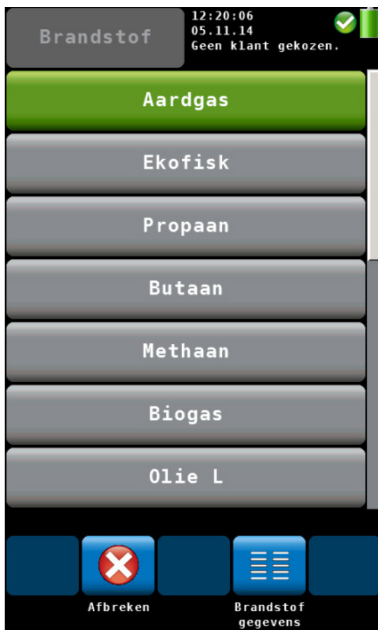 Brandstof
12:20:06
05.11.14
Geen klant gekozen.
Aardgas
Ekofisk
Propaan
Butaan
Methaan
Biogas
Olie L
Afbreken
Brandstof
gegevens